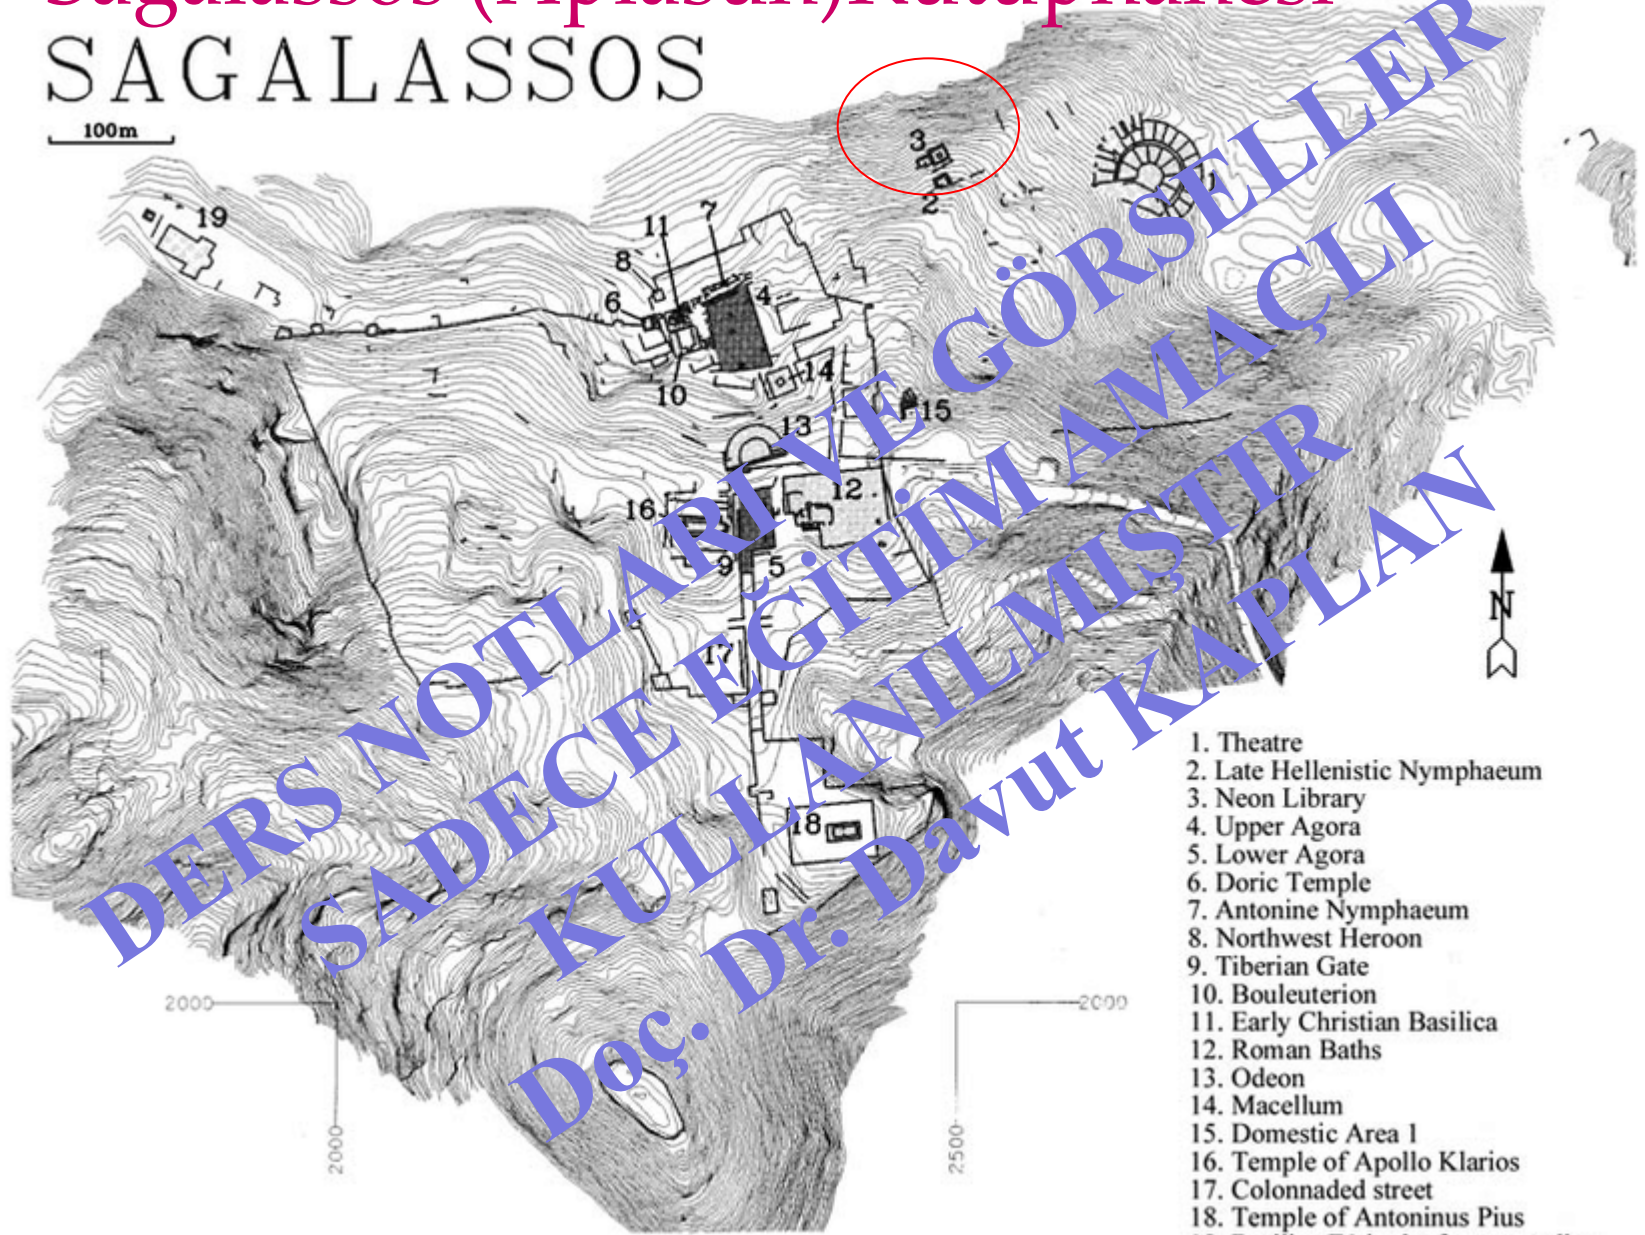 Sagalassos (Aplasun)Kütüphanesi
SAGALASSOS
100m
3
2
19
11
7
8
6
4
10
14
15
13
16
12
9
5
17
18
N
2000
2000
2000
2500
1. Theatre
2. Late Hellenistic Nymphaeum
3. Neon Library
4. Upper Agora
5. Lower Agora
6. Doric Temple
7. Antonine Nymphaeum
8. Northwest Heroon
9. Tiberian Gate
10. Bouleuterion
11. Early Christian Basilica
12. Roman Baths
13. Odeon
14. Macellum
15. Domestic Area 1
16. Temple of Apollo Klarios
17. Colonnaded street
18. Temple of Antoninus Pius
DERS NOTLARI VE GÖRSELLER
SADECE EĞİTİM AMAÇLI
KULLANILMIŞTIR
Doç. Dr. Davut KAPLAN